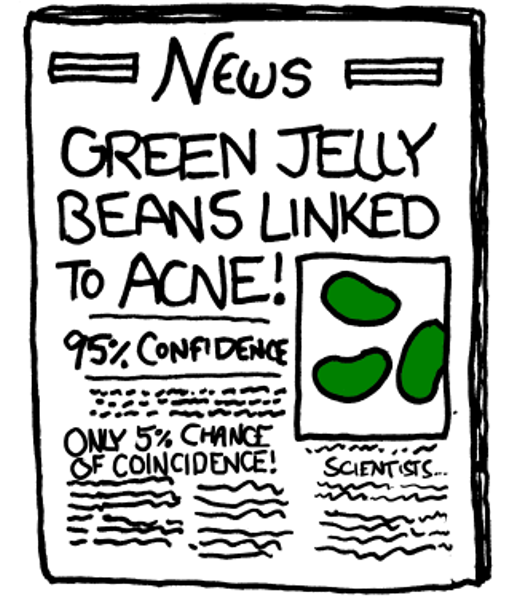 NEWS
GREEN JELLY
BEANS LINKED
TO ACNE!
95% CONFIDENCE
ONLY 5% CHANCE
OF COINCIDENCE!
SCIENTISTS...